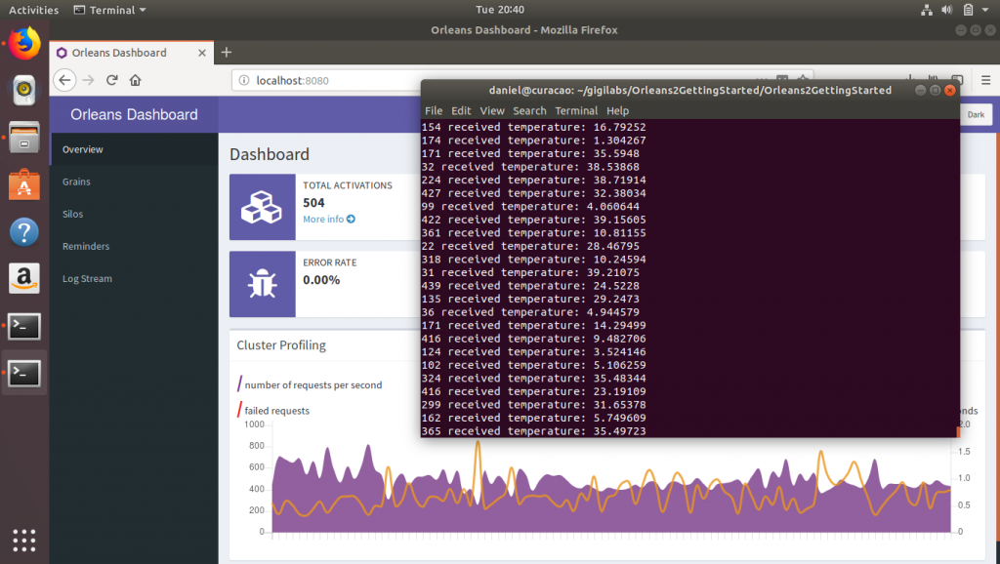 Activities Terminal Tue 20:40
Orleans Dashboard - Mozilla Firefox
Orleans Dashboard
localhost:8080
daniel@curacao: ~/gigilabs/Orleans2GettingStarted/Orleans2GettingStarted
File Edit View Search Terminal Help
Orleans Dashboard
Dark
Overview
Grains
Silos
Reminders
Log Stream
Dashboard
TOTAL ACTIVATIONS
504
More info
ERROR RATE
0.00%
Cluster Profiling
number of requests per second
failed requests
nds
1000
800
600
400
200
0
2.0
1.5
1.0
0.5
0
154 received temperature: 16.79252
174 received temperature: 1.304267
171 received temperature: 35.5948
32 received temperature: 38.53868
224 received temperature: 38.71914
427 received temperature: 32.38034
99 received temperature: 4.060644
422 received temperature: 39.15605
361 received temperature: 10.81155
22 received temperature: 28.46795
318 received temperature: 10.24594
31 received temperature: 39.21075
439 received temperature: 24.5228
135 received temperature: 29.2473
36 received temperature: 4.944579
171 received temperature: 14.29499
416 received temperature: 9.482706
124 received temperature: 3.524146
102 received temperature: 5.106259
324 received temperature: 35.48344
416 received temperature: 23.19109
299 received temperature: 31.65378
162 received temperature: 5.749609
365 received temperature: 35.49723